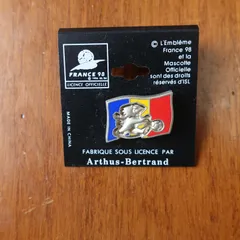 FRANCE 98
LICENCE OFFICIELLE
© L'Emblème
France 98
et la
Mascotte
Officielle
sont des droits
réservés d'ISL
MADE IN CHINA
FABRIQUE SOUS LICENCE PAR
Arthus-Bertrand